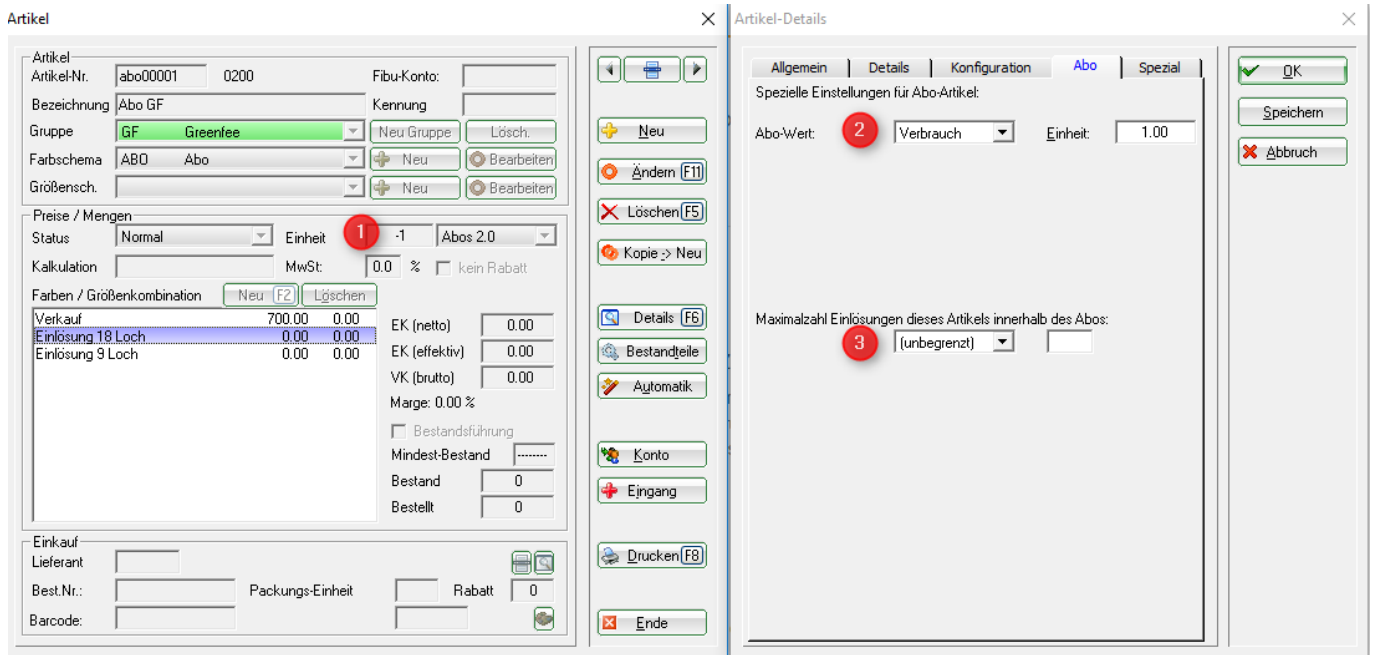 Artikel
Artikel
Artikel-Nr. abo00001 0200 Fibu-Konto:
Bezeichnung Abo GF Kennung
Gruppe GF Greenfee Neu Gruppe Lösch.
Farbschema ABO Abo Neu Bearbeiten
Größensch. Neu Bearbeiten
Preise / Mengen
Status Normal Einheit 1 -1 Abos 2.0
Kalkulation MwSt: 0.0 % kein Rabatt
Farben / Größenkombination Neu F2 Löschen
Verkauf 700.00 0.00
Einlösung 18 Loch 0.00 0.00
Einlösung 9 Loch 0.00 0.00
EK (netto) 0.00
EK (effektiv) 0.00
VK (brutto) 0.00
Marge: 0.00 %
Bestandsführung
Mindest-Bestand --------
Bestand 0
Bestellt 0
Einkauf
Lieferant
Best.Nr.: Packungs-Einheit Rabatt 0
Barcode:
Neu
Ändern F11
Löschen F5
Kopie -> Neu
Details F6
Bestandteile
Automatik
Konto
Eingang
Drucken F8
Ende
Artikel-Details
Allgemein Details Konfiguration Abo Spezial
Spezielle Einstellungen für Abo-Artikel:
Abo-Wert: 2 Verbrauch Einheit: 1.00
Maximalzahl Einlösungen dieses Artikels innerhalb des Abos:
3 (unbegrenzt)
OK
Speichern
Abbruch